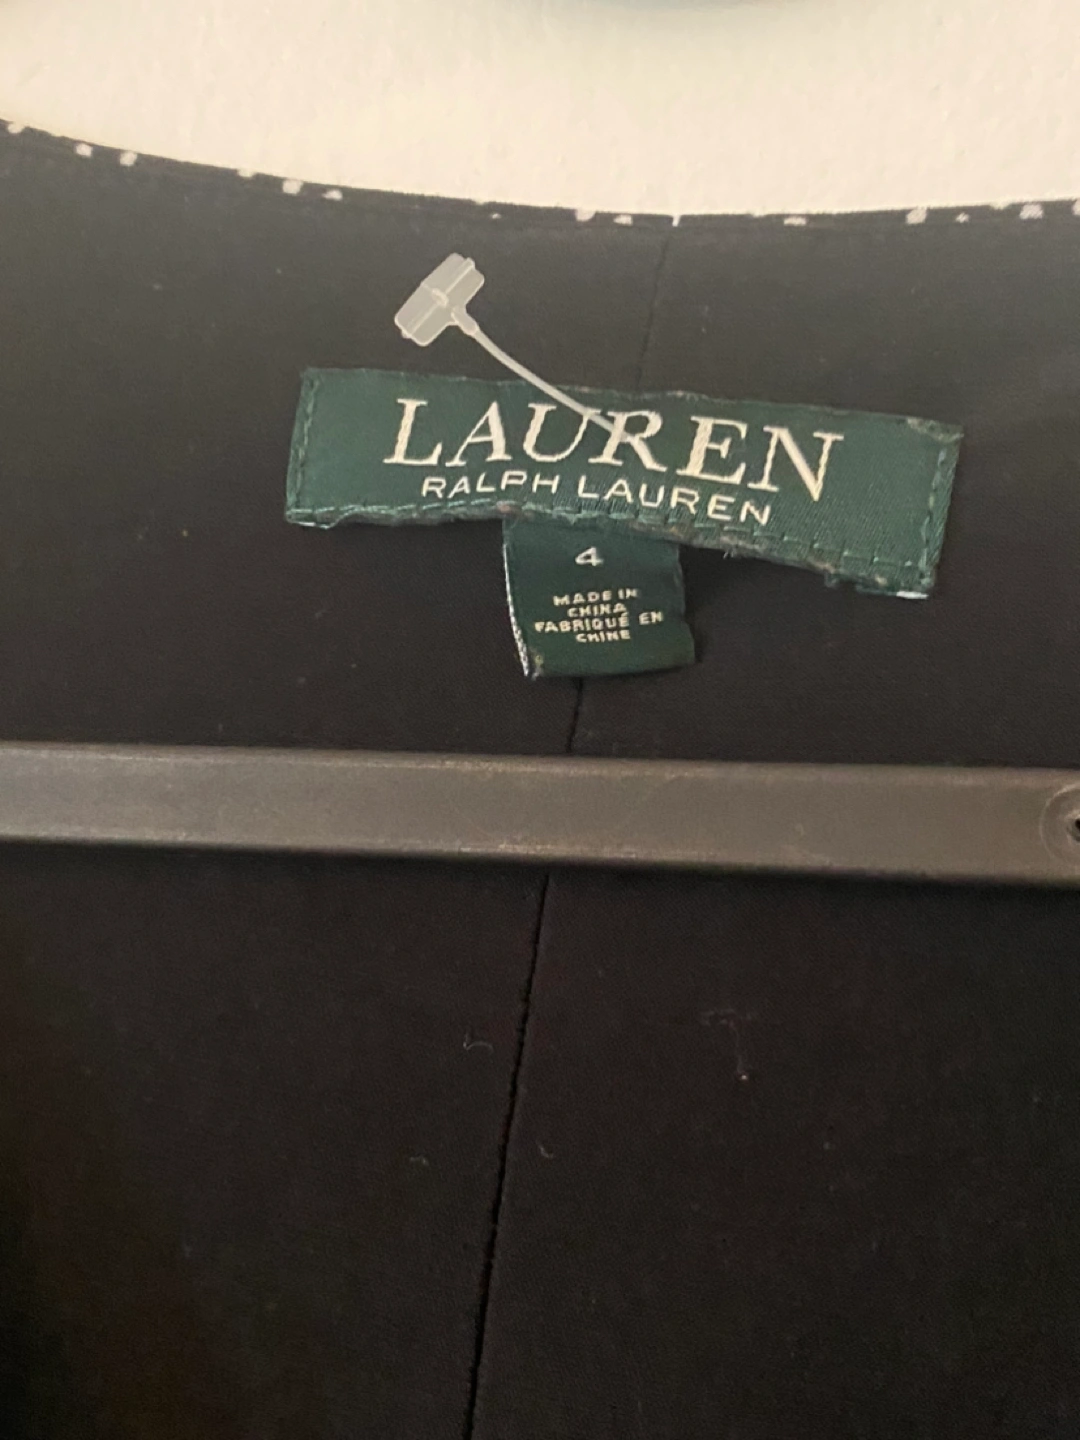 LAUREN
RALPH LAUREN
4
MADE IN
CHINA
FABRIQUÉ EN
CHINE